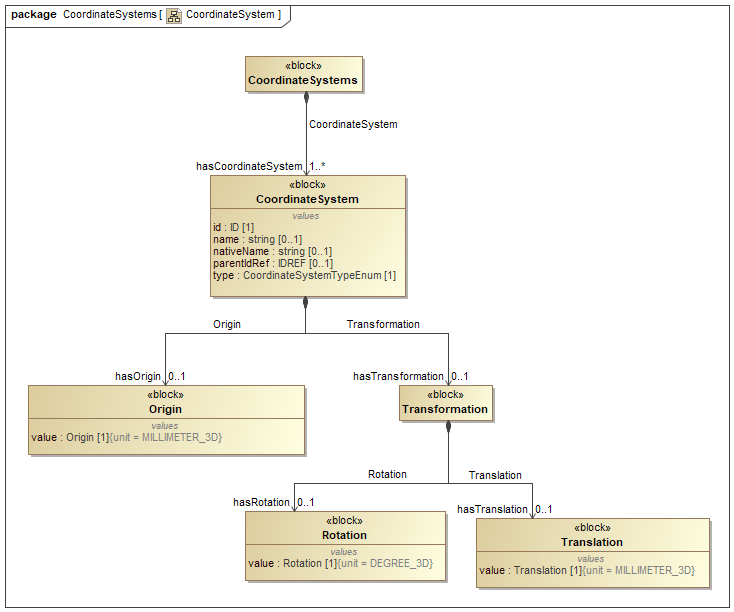 package CoordinateSystems [ CoordinateSystem ]
«block»
CoordinateSystems
CoordinateSystem
hasCoordinateSystem 1..*
«block»
CoordinateSystem
values
id : ID [1]
name : string [0..1]
nativeName : string [0..1]
parentIdRef : IDREF [0..1]
type : CoordinateSystemTypeEnum [1]
Origin Transformation
hasOrigin 0..1 hasTransformation 0..1
«block»
Origin
values
value : Origin [1]{unit = MILLIMETER_3D}
«block»
Transformation
Rotation Translation
hasRotation 0..1 hasTranslation 0..1
«block»
Rotation
values
value : Rotation [1]{unit = DEGREE_3D}
«block»
Translation
values
value : Translation [1]{unit = MILLIMETER_3D}